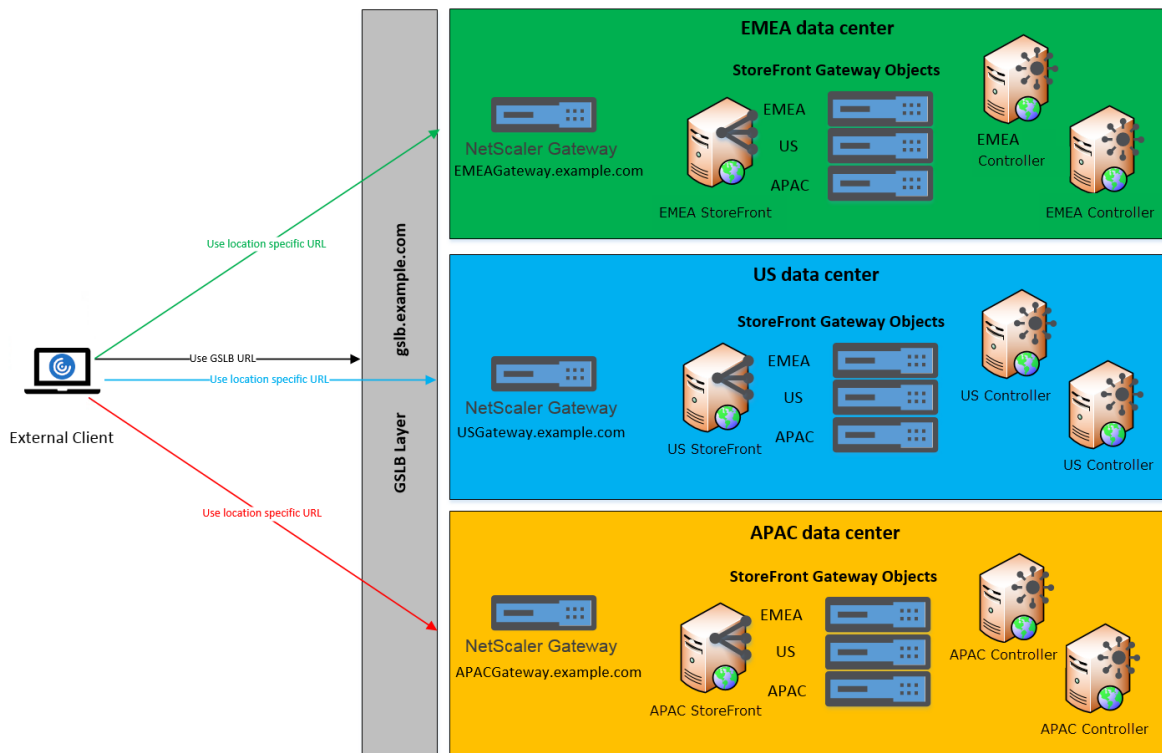 EMEA data center
StoreFront Gateway Objects
EMEA
US
APAC
NetScaler Gateway
EMEAGateway.example.com
EMEA StoreFront
EMEA
Controller
EMEA Controller
US data center
StoreFront Gateway Objects
EMEA
US
APAC
NetScaler Gateway
USGateway.example.com
US StoreFront
US Controller
US Controller
APAC data center
StoreFront Gateway Objects
EMEA
US
APAC
NetScaler Gateway
APACGateway.example.com
APAC StoreFront
APAC Controller
APAC Controller
gslb.example.com
GSLB Layer
Use location specific URL
Use GSLB URL
Use location specific URL
Use location specific URL
External Client